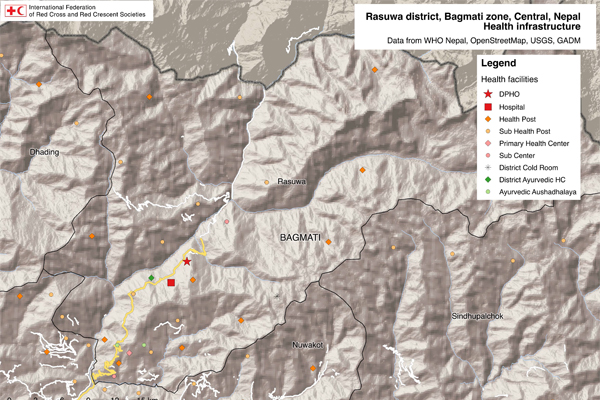 International Federation
of Red Cross and Red Crescent Societies
Rasuwa district, Bagmati zone, Central, Nepal
Health infrastructure
Data from WHO Nepal, OpenStreetMap, USGS, GADM
Legend
Health facilities
DPHO
Hospital
Health Post
Sub Health Post
Primary Health Center
Sub Center
District Cold Room
District Ayurvedic HC
Ayurvedic Aushadhalaya
Dhading
Rasuwa
BAGMATI
Sindhupalchok
Nuwakot